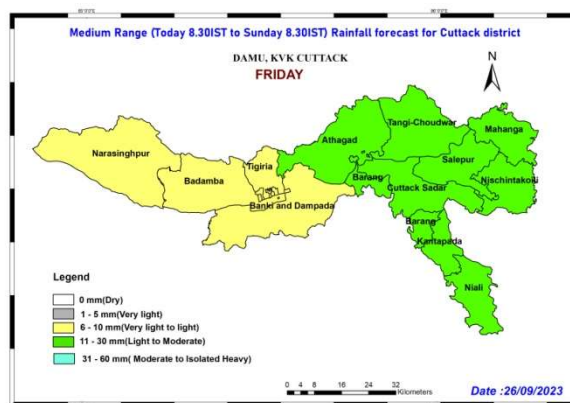 Medium Range (Today 8.30IST to Sunday 8.30IST) Rainfall forecast for Cuttack district
DAMU, KVK CUTTACK
FRIDAY
N
Tangi-Choudwar
Mahanga
Athagad
Narasinghpur
Tigiria
Salepur
Badamba
Barang
Nischintakoili
Cuttack Sadar
Banki and Dampada
Barang
Kantapada
Niali
Legend
0 mm(Dry)
1 - 5 mm(Very light)
6 - 10 mm(Very light to light)
11 - 30 mm(Light to Moderate)
31 - 60 mm( Moderate to Isolated Heavy)
0 4 8 16 24 32
Kilometers
Date :26/09/2023